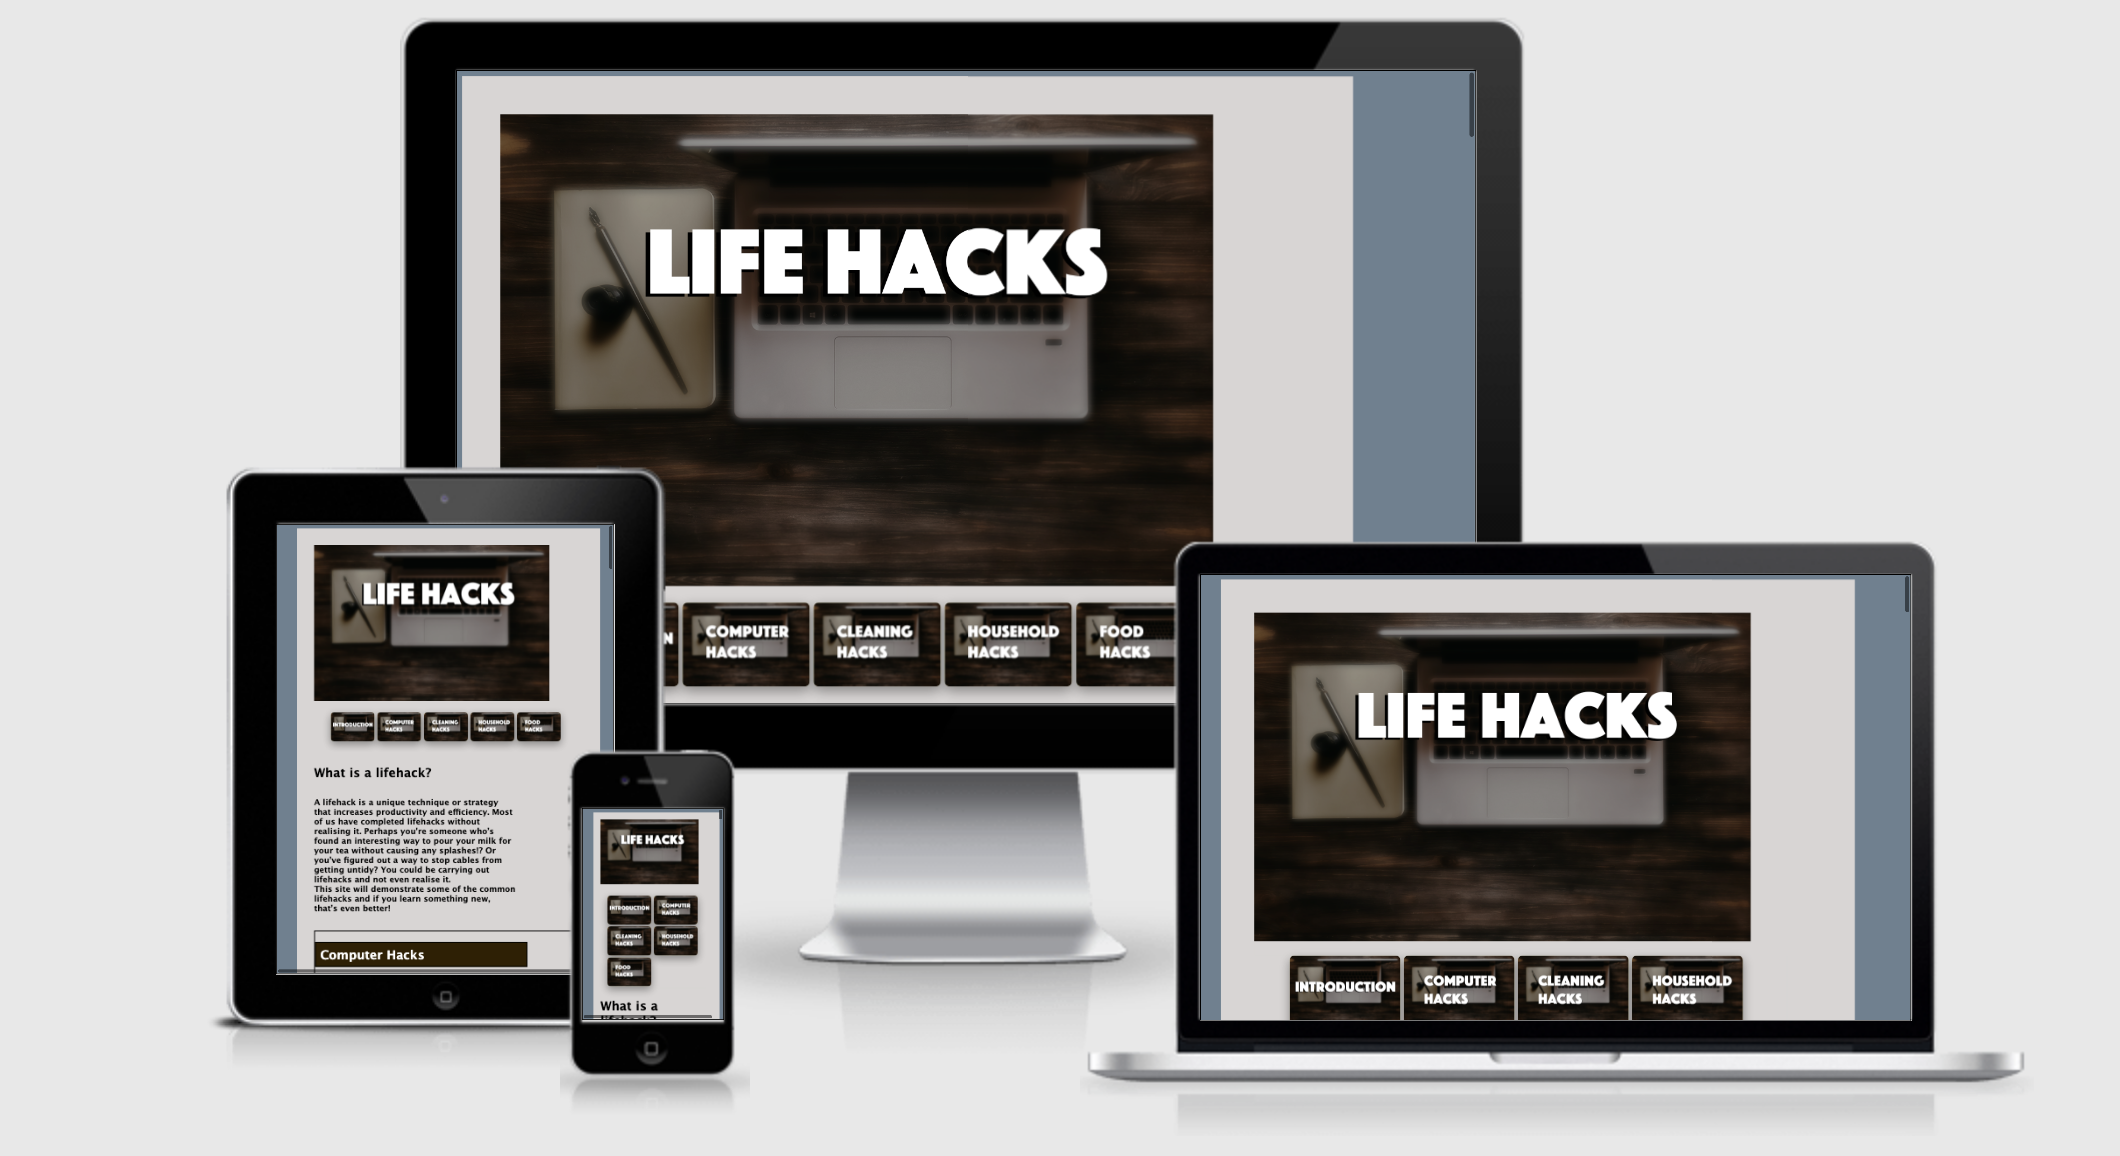 LIFE HACKS
N
COMPUTER
HACKS
CLEANING
HACKS
HOUSEHOLD
HACKS
FOOD
HACKS
LIFE HACKS
INTRODUCTION
COMPUTER
HACKS
CLEANING
HACKS
HOUSEHOLD
HACKS
FOOD
HACKS
What is a lifehack?
A lifehack is a unique technique or strategy
that increases productivity and efficiency. Most
of us have completed lifehacks without
realising it. Perhaps you're someone who's
found an interesting way to pour your milk for
your tea without causing any splashes!? Or
you've figured out a way to stop cables from
getting untidy? You could be carrying out
lifehacks and not even realise it.
This site will demonstrate some of the common
lifehacks and if you learn something new,
that's even better!
Computer Hacks
LIFE HACKS
INTRODUCTION
COMPUTER
HACKS
CLEANING
HACKS
HOUSEHOLD
HACKS
FOOD
HACKS
What is a
LIFE HACKS
INTRODUCTION
COMPUTER
HACKS
CLEANING
HACKS
HOUSEHOLD
HACKS